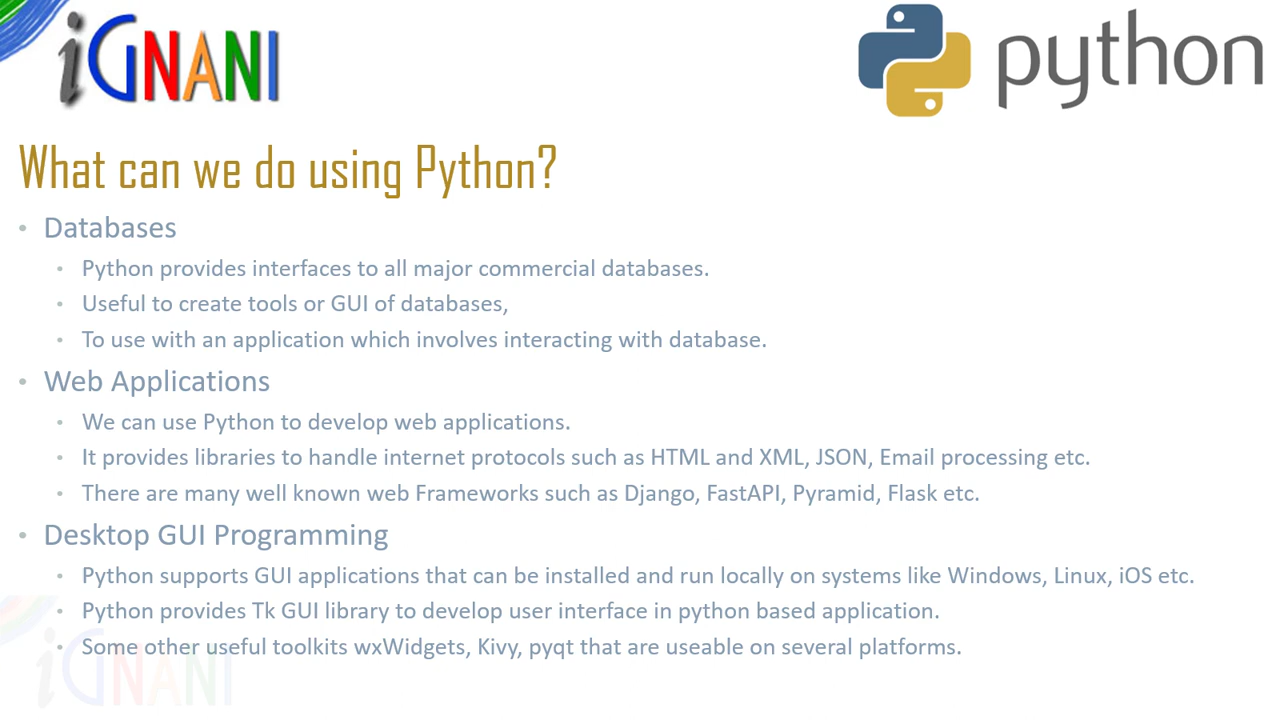 iGNANI
python
What can we do using Python?
• Databases
• Python provides interfaces to all major commercial databases.
• Useful to create tools or GUI of databases,
• To use with an application which involves interacting with database.
• Web Applications
• We can use Python to develop web applications.
• It provides libraries to handle internet protocols such as HTML and XML, JSON, Email processing etc.
• There are many well known web Frameworks such as Django, FastAPI, Pyramid, Flask etc.
• Desktop GUI Programming
• Python supports GUI applications that can be installed and run locally on systems like Windows, Linux, iOS etc.
• Python provides Tk GUI library to develop user interface in python based application.
• Some other useful toolkits wxWidgets, Kivy, pyqt that are useable on several platforms.
iGNANI